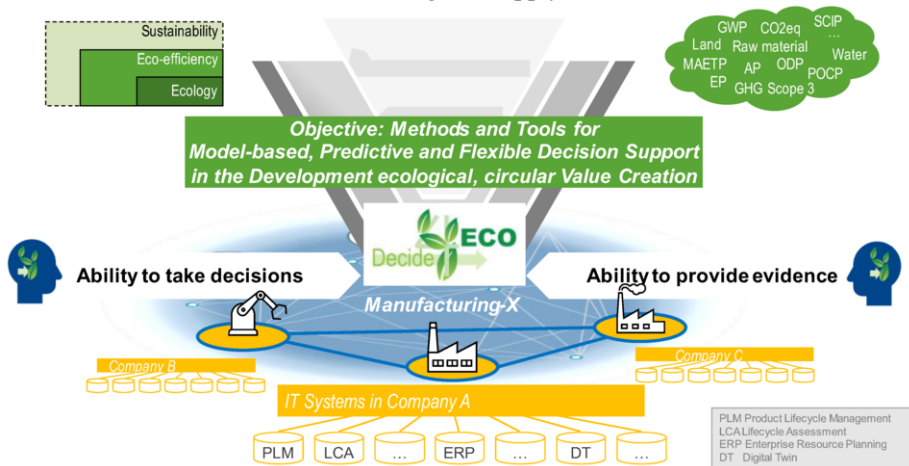 Sustainability
Eco-efficiency
Ecology
GWP CO2eq SCIP
...
Land Raw material Water
MAETP AP ODP POCP
EP GHG Scope 3
Objective: Methods and Tools for
Model-based, Predictive and Flexible Decision Support
in the Development ecological, circular Value Creation
Decide 4 ECO
Ability to take decisions
Ability to provide evidence
Manufacturing-X
Company B
Company C
IT Systems in Company A
PLM LCA ... ERP ... DT ...
PLM Product Lifecycle Management
LCA Lifecycle Assessment
ERP Enterprise Resource Planning
DT Digital Twin